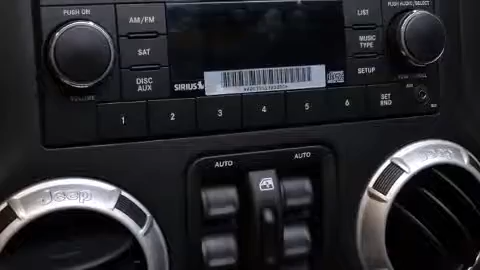 PUSH ON
AM/FM
SAT
DISC
AUX
VOLUME
SIRIUS
LIST
MUSIC
TYPE
SETUP
PUSH AUDIO/SELECT
1
2
3
4
5
6
SET
RND
AUTO
AUTO
Jeep